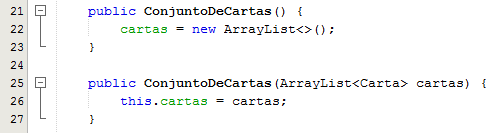 21 public ConjuntoDeCartas() {
22 cartas = new ArrayList<>();
23 }
24
25 public ConjuntoDeCartas(ArrayList<Carta> cartas) {
26 this.cartas = cartas;
27 }